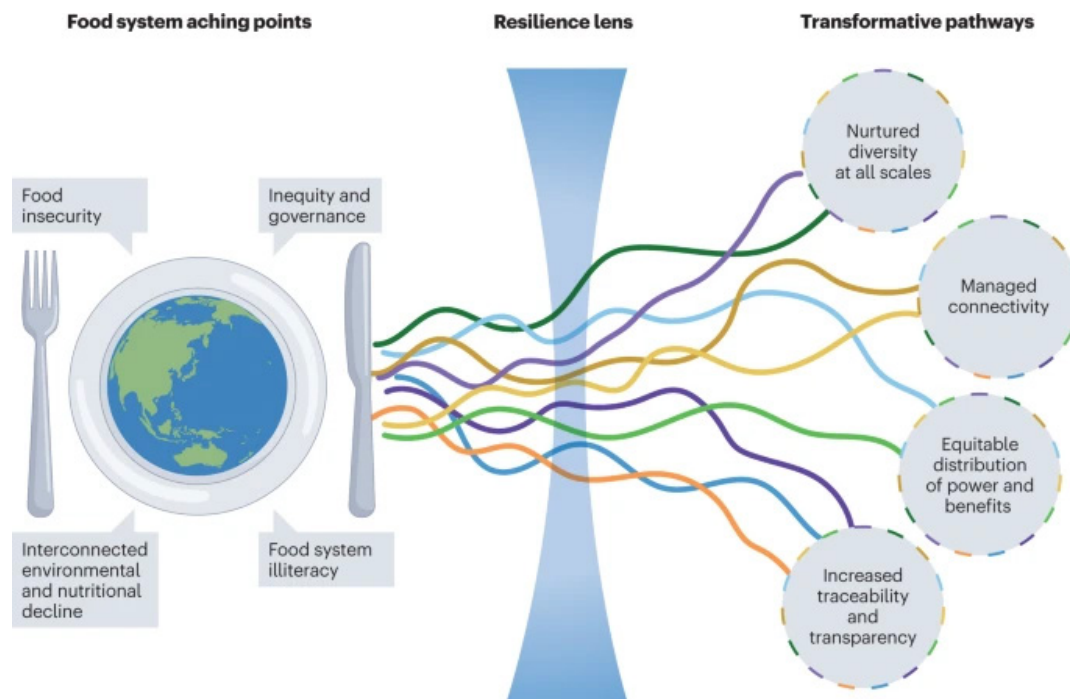 Food system aching points
Resilience lens
Transformative pathways
Food
insecurity
Inequity and
governance
Interconnected
environmental
and nutritional
decline
Food system
illiteracy
Nurtured
diversity
at all scales
Managed
connectivity
Equitable
distribution
of power and
benefits
Increased
traceability
and
transparency